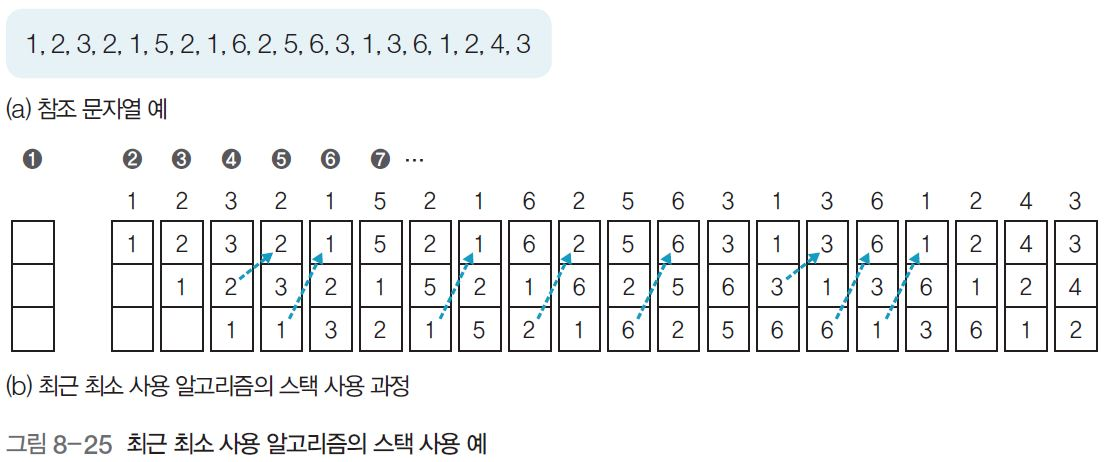 1, 2, 3, 2, 1, 5, 2, 1, 6, 2, 5, 6, 3, 1, 3, 6, 1, 2, 4, 3
(a) 참조 문자열 예
❶ ❷ ❸ ❹ ❺ ❻ ❼ ···
1 2 3 2 1 5 2 1 6 2 5 6 3 1 3 6 1 2 4 3
1 2 3 2 1 5 2 1 6 2 5 6 3 1 3 6 1 2 4 3
1 2 3 2 1 5 2 1 6 2 5 6 3 1 3 6 1 2 4
1 1 3 2 1 5 2 1 6 2 5 6 6 1 3 6 1 2
(b) 최근 최소 사용 알고리즘의 스택 사용 과정
그림 8-25 최근 최소 사용 알고리즘의 스택 사용 예